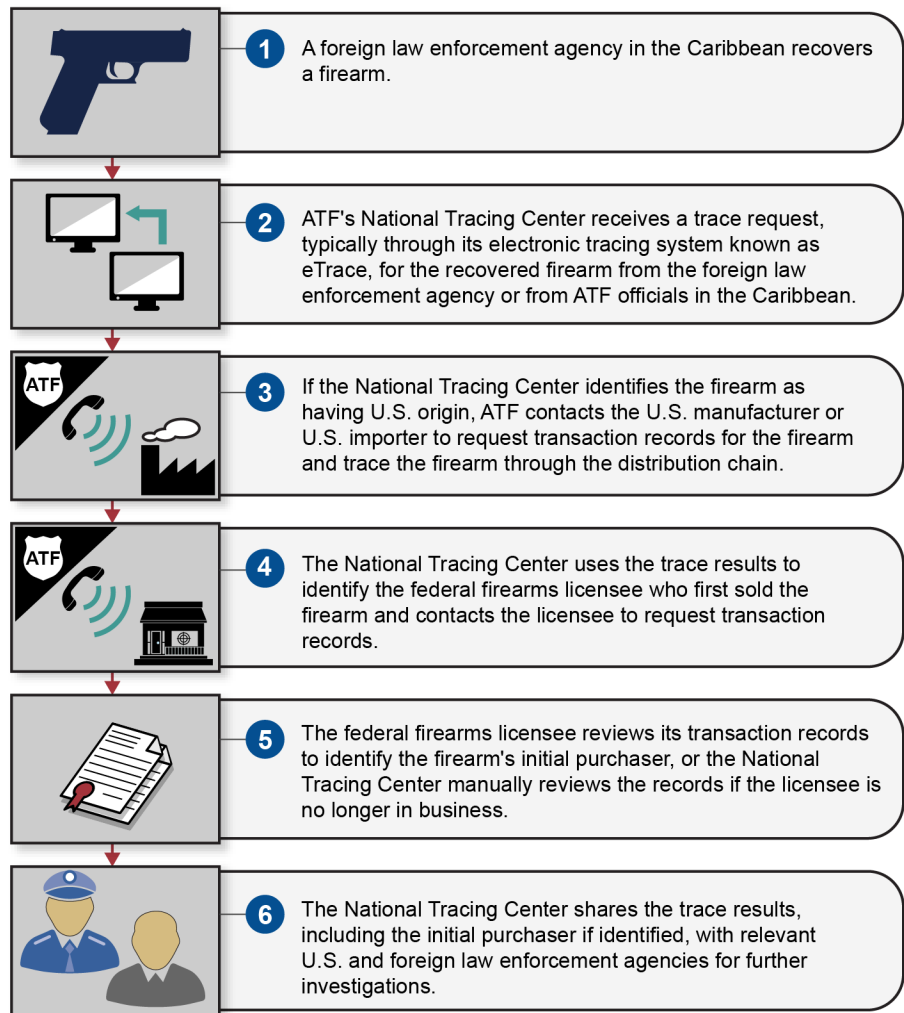 1
A foreign law enforcement agency in the Caribbean recovers
a firearm.
2
ATF's National Tracing Center receives a trace request,
typically through its electronic tracing system known as
eTrace, for the recovered firearm from the foreign law
enforcement agency or from ATF officials in the Caribbean.
ATF
3
If the National Tracing Center identifies the firearm as
having U.S. origin, ATF contacts the U.S. manufacturer or
U.S. importer to request transaction records for the firearm
and trace the firearm through the distribution chain.
ATF
4
The National Tracing Center uses the trace results to
identify the federal firearms licensee who first sold the
firearm and contacts the licensee to request transaction
records.
5
The federal firearms licensee reviews its transaction records
to identify the firearm's initial purchaser, or the National
Tracing Center manually reviews the records if the licensee is
no longer in business.
6
The National Tracing Center shares the trace results,
including the initial purchaser if identified, with relevant
U.S. and foreign law enforcement agencies for further
investigations.